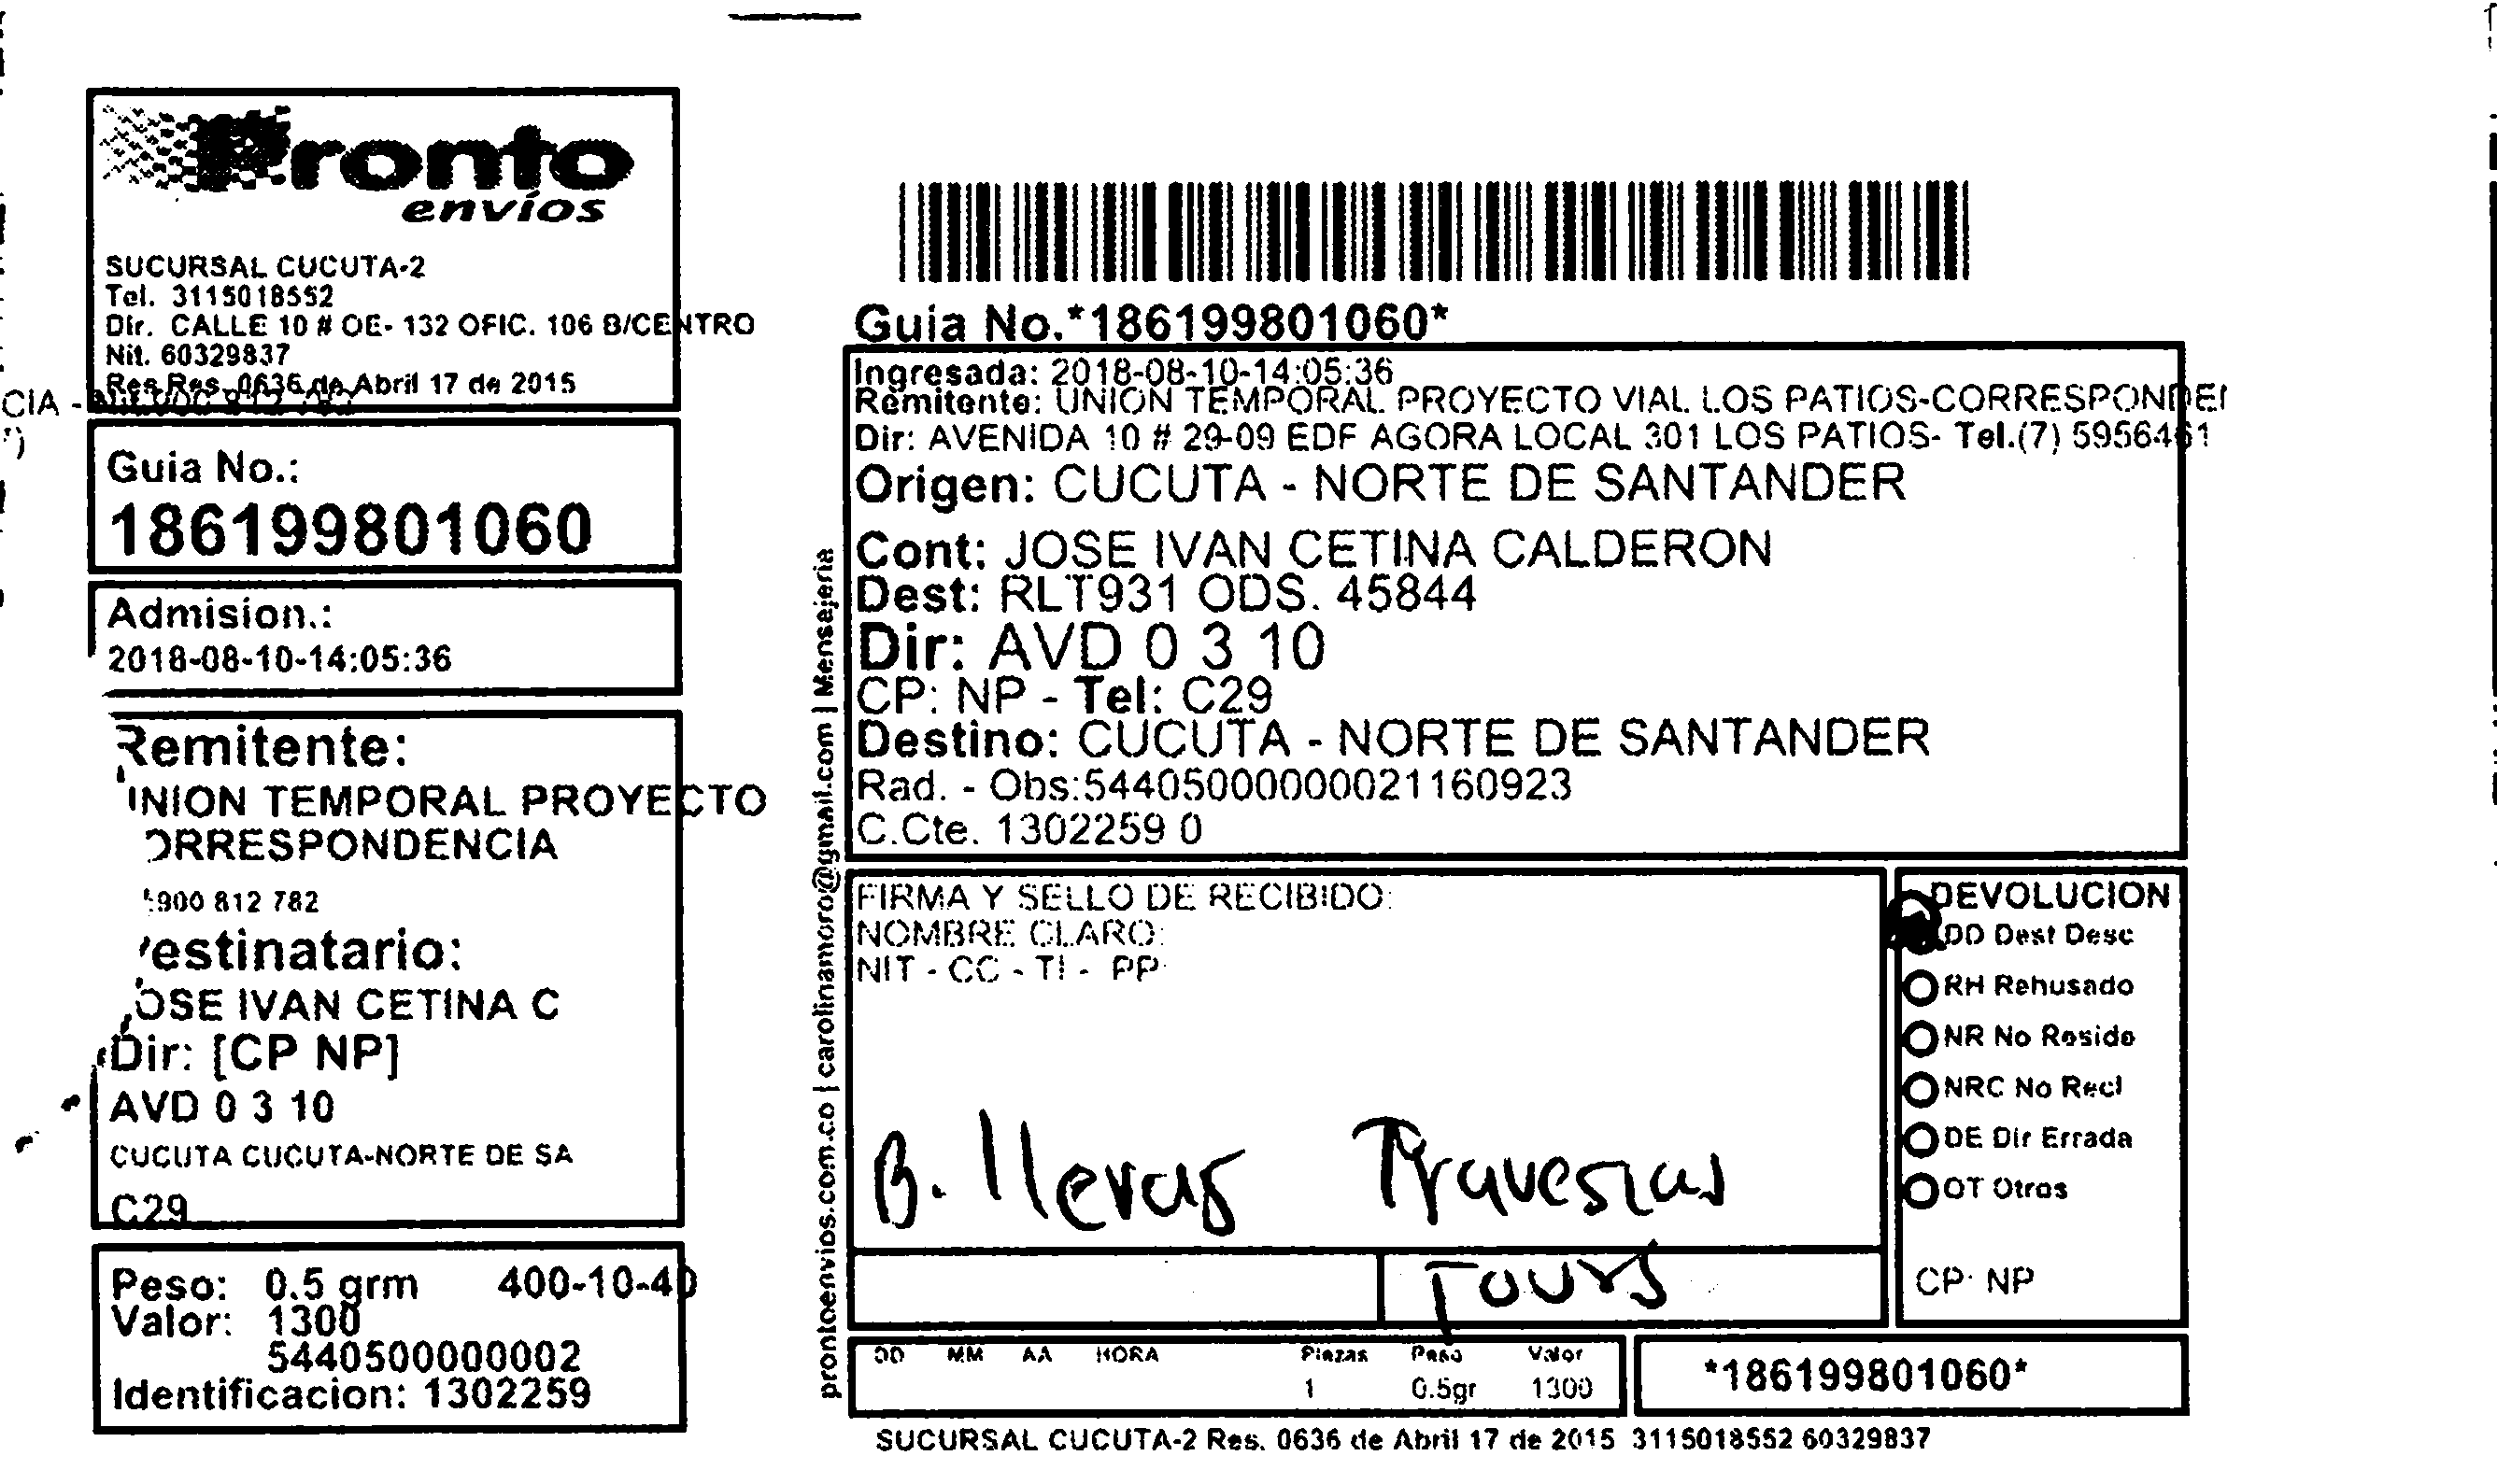 Pronto
envíos
SUCURSAL CUCUTA-2
Tel. 3115018552
Dir. CALLE 10 # OE- 132 OFIC. 106 B/CENTRO
Nit. 60329837
Res Res. 0636 de Abril 17 de 2015
CIA -
Guia No.:
186199801060
Admision.:
2018-08-10-14:05:36
Remitente:
UNION TEMPORAL PROYECTO
ORRESPONDENCIA
900 812 782
estinatario:
OSE IVAN CETINA C
Dir: [CP NP]
AVD 0 3 10
CUCUTA CUCUTA-NORTE DE SA
C29
Peso: 0.5 grm 400-10-40
Valor: 1300
5440500000002
Identificacion: 1302259
prontoenvios.com.co | carolinamoro@gmail.com | Mensajeria
Guia No.*186199801060*
Ingresada: 2018-08-10-14:05:36
Remitente: UNION TEMPORAL PROYECTO VIAL LOS PATIOS-CORRESPONDEI
Dir: AVENIDA 10 # 29-09 EDF AGORA LOCAL 301 LOS PATIOS- Tel.(7) 5956461
Origen: CUCUTA - NORTE DE SANTANDER
Cont: JOSE IVAN CETINA CALDERON
Dest: RLT931 ODS. 45844
Dir: AVD 0 3 10
CP: NP - Tel: C29
Destino: CUCUTA - NORTE DE SANTANDER
Rad. - Obs:544050000000021160923
C.Cte. 1302259 0
FIRMA Y SELLO DE RECIBIDO:
NOMBRE CLARO:
NIT - CC - TI - PP
B. lleras
DEVOLUCION
DD Dest Desc
RH Rehusado
NR No Reside
NRC No Recl
DE Dir Errada
OT Otros
CP: NP
DD MM AA HORA Piezas Peso Valor
1 0.5gr 1300
*186199801060*
SUCURSAL CUCUTA-2 Res. 0636 de Abril 17 de 2015 3115018552 60329837